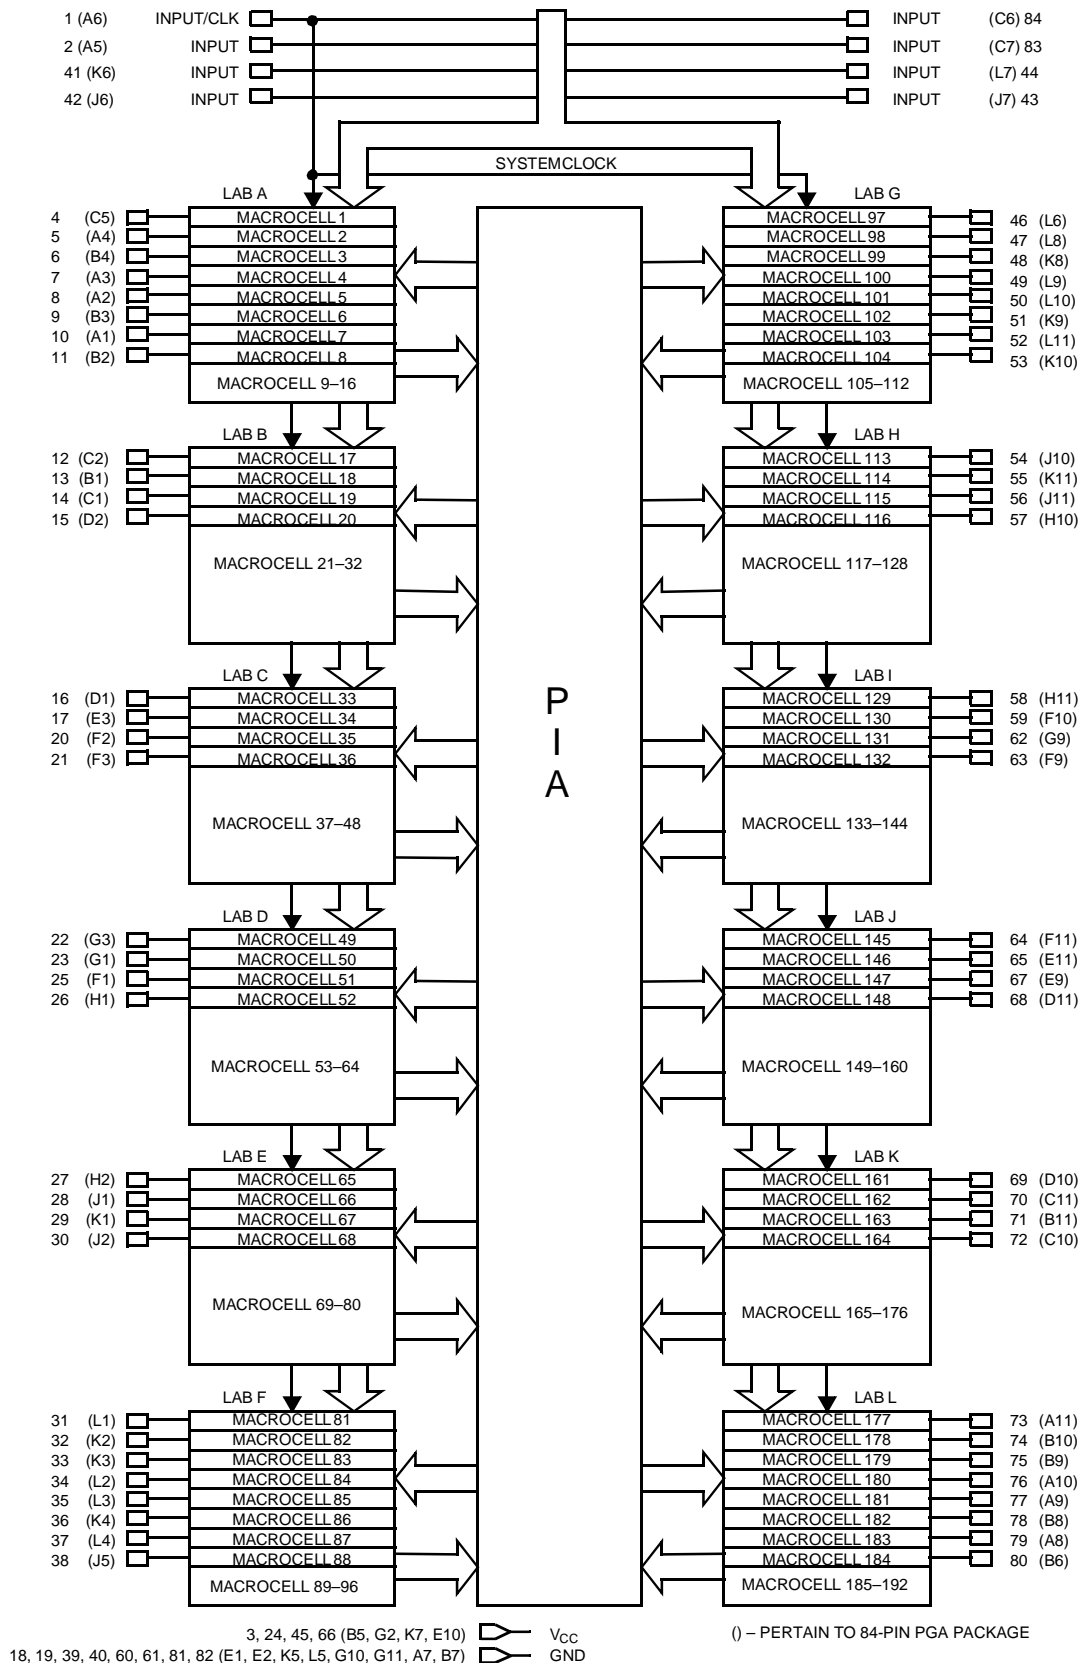 1 (A6) INPUT/CLK INPUT (C6) 84
2 (A5) INPUT INPUT (C7) 83
41 (K6) INPUT INPUT (L7) 44
42 (J6) INPUT INPUT (J7) 43
SYSTEM CLOCK
LAB A LAB G
4 (C5) MACROCELL 1 MACROCELL 97 46 (L6)
5 (A4) MACROCELL 2 MACROCELL 98 47 (L8)
6 (B4) MACROCELL 3 MACROCELL 99 48 (K8)
7 (A3) MACROCELL 4 MACROCELL 100 49 (L9)
8 (A2) MACROCELL 5 MACROCELL 101 50 (L10)
9 (B3) MACROCELL 6 MACROCELL 102 51 (K9)
10 (A1) MACROCELL 7 MACROCELL 103 52 (L11)
11 (B2) MACROCELL 8 MACROCELL 104 53 (K10)
MACROCELL 9–16 MACROCELL 105–112
LAB B LAB H
12 (C2) MACROCELL 17 MACROCELL 113 54 (J10)
13 (B1) MACROCELL 18 MACROCELL 114 55 (K11)
14 (C1) MACROCELL 19 MACROCELL 115 56 (J11)
15 (D2) MACROCELL 20 MACROCELL 116 57 (H10)
MACROCELL 21–32 MACROCELL 117–128
LAB C LAB I
16 (D1) MACROCELL 33 MACROCELL 129 58 (H11)
17 (E3) MACROCELL 34 MACROCELL 130 59 (F10)
20 (F2) MACROCELL 35 MACROCELL 131 62 (G9)
21 (F3) MACROCELL 36 MACROCELL 132 63 (F9)
P
I
A
MACROCELL 37–48 MACROCELL 133–144
LAB D LAB J
22 (G3) MACROCELL 49 MACROCELL 145 64 (F11)
23 (G1) MACROCELL 50 MACROCELL 146 65 (E11)
25 (F1) MACROCELL 51 MACROCELL 147 67 (E9)
26 (H1) MACROCELL 52 MACROCELL 148 68 (D11)
MACROCELL 53–64 MACROCELL 149–160
LAB E LAB K
27 (H2) MACROCELL 65 MACROCELL 161 69 (D10)
28 (J1) MACROCELL 66 MACROCELL 162 70 (C11)
29 (K1) MACROCELL 67 MACROCELL 163 71 (B11)
30 (J2) MACROCELL 68 MACROCELL 164 72 (C10)
MACROCELL 69–80 MACROCELL 165–176
LAB F LAB L
31 (L1) MACROCELL 81 MACROCELL 177 73 (A11)
32 (K2) MACROCELL 82 MACROCELL 178 74 (B10)
33 (K3) MACROCELL 83 MACROCELL 179 75 (B9)
34 (L2) MACROCELL 84 MACROCELL 180 76 (A10)
35 (L3) MACROCELL 85 MACROCELL 181 77 (A9)
36 (K4) MACROCELL 86 MACROCELL 182 78 (B8)
37 (L4) MACROCELL 87 MACROCELL 183 79 (A8)
38 (J5) MACROCELL 88 MACROCELL 184 80 (B6)
MACROCELL 89–96 MACROCELL 185–192
3, 24, 45, 66 (B5, G2, K7, E10) VCC () – PERTAIN TO 84-PIN PGA PACKAGE
18, 19, 39, 40, 60, 61, 81, 82 (E1, E2, K5, L5, G10, G11, A7, B7) GND